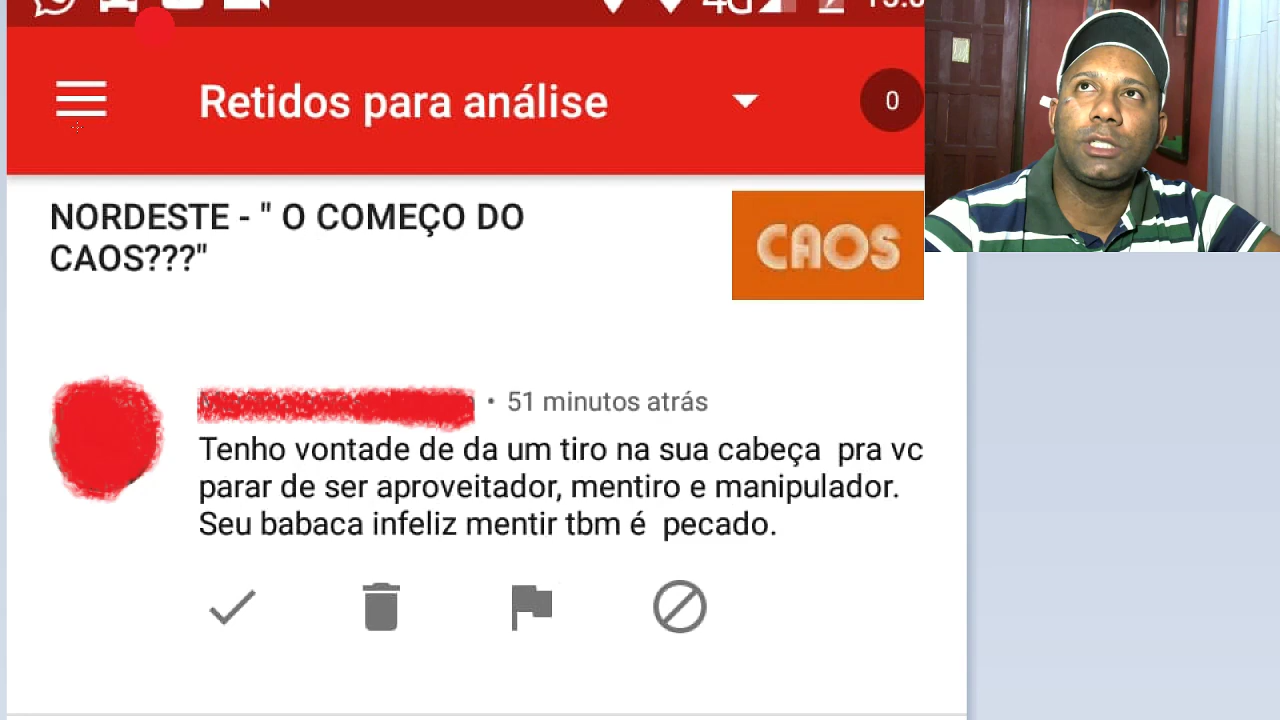 4G
Retidos para análise
0
NORDESTE - " O COMEÇO DO
CAOS???"
CAOS
• 51 minutos atrás
Tenho vontade de da um tiro na sua cabeça pra vc
parar de ser aproveitador, mentiro e manipulador.
Seu babaca infeliz mentir tbm é pecado.